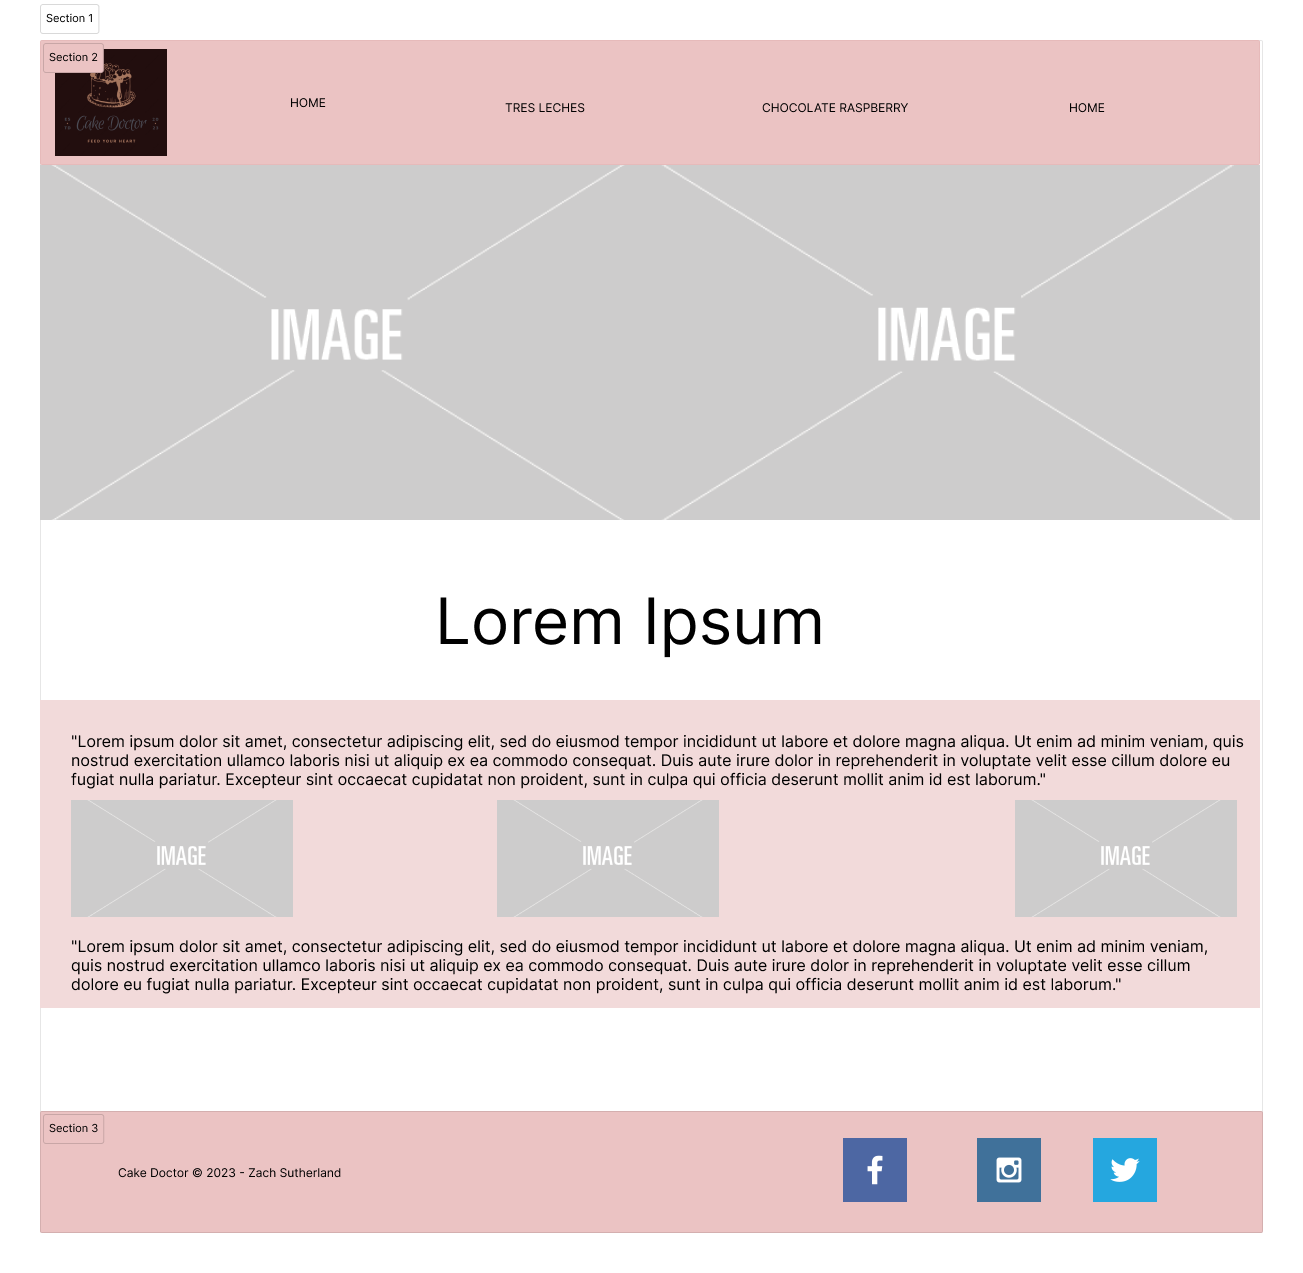 Section 1
Section 2
Cake Doctor
FEED YOUR HEART
HOME
TRES LECHES
CHOCOLATE RASPBERRY
HOME
IMAGE
IMAGE
Lorem Ipsum
"Lorem ipsum dolor sit amet, consectetur adipiscing elit, sed do eiusmod tempor incididunt ut labore et dolore magna aliqua. Ut enim ad minim veniam, quis
nostrud exercitation ullamco laboris nisi ut aliquip ex ea commodo consequat. Duis aute irure dolor in reprehenderit in voluptate velit esse cillum dolore eu
fugiat nulla pariatur. Excepteur sint occaecat cupidatat non proident, sunt in culpa qui officia deserunt mollit anim id est laborum."
IMAGE
IMAGE
IMAGE
"Lorem ipsum dolor sit amet, consectetur adipiscing elit, sed do eiusmod tempor incididunt ut labore et dolore magna aliqua. Ut enim ad minim veniam,
quis nostrud exercitation ullamco laboris nisi ut aliquip ex ea commodo consequat. Duis aute irure dolor in reprehenderit in voluptate velit esse cillum
dolore eu fugiat nulla pariatur. Excepteur sint occaecat cupidatat non proident, sunt in culpa qui officia deserunt mollit anim id est laborum."
Section 3
Cake Doctor © 2023 - Zach Sutherland